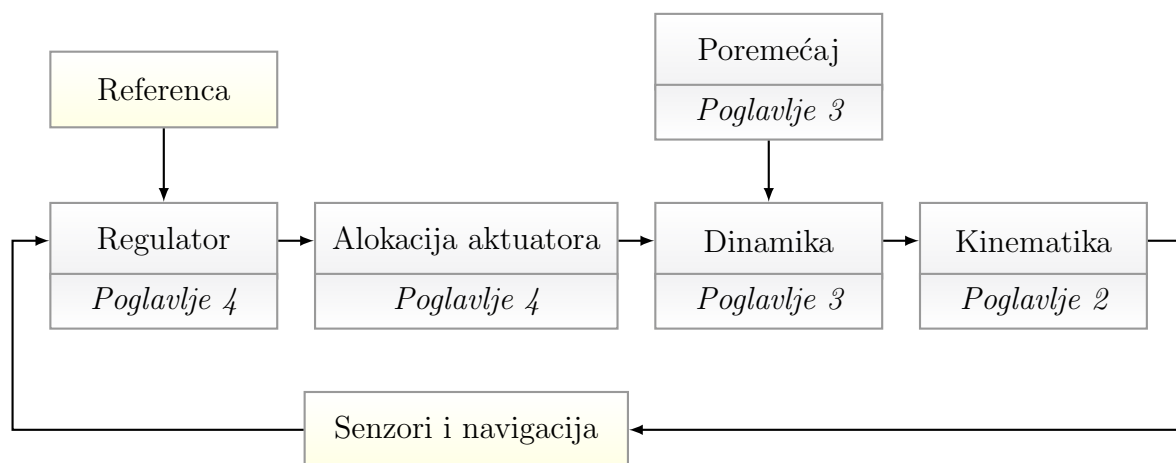 Referenca
Poremećaj
Poglavlje 3
Regulator
Poglavlje 4
Alokacija aktuatora
Poglavlje 4
Dinamika
Poglavlje 3
Kinematika
Poglavlje 2
Senzori i navigacija